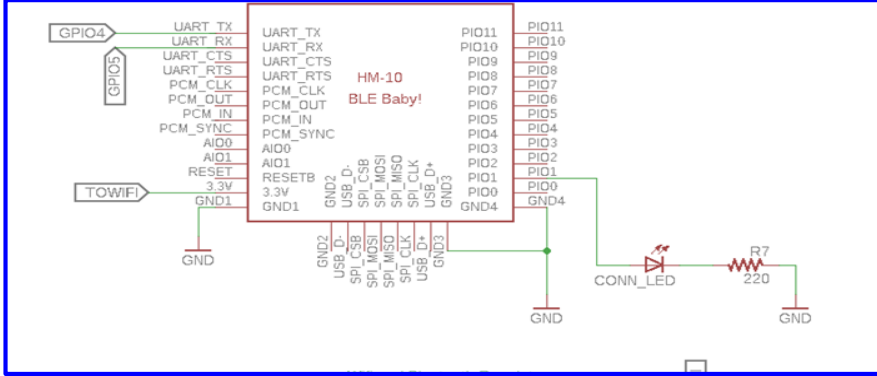 GPIO4
GPIO5
TOWIFI
UART_TX
UART_RX
UART_CTS
UART_RTS
PCM_CLK
PCM_OUT
PCM_IN
PCM_SYNC
AIO0
AIO1
RESET
3.3V
GND1
UART_TX
UART_RX
UART_CTS
UART_RTS
PCM_CLK
PCM_OUT
PCM_IN
PCM_SYNC
AIO0
AIO1
RESETB
3.3V
GND1
HM-10
BLE Baby!
GND2
USB_D-
SPI_CSB
SPI_MOSI
SPI_MISO
SPI_CLK
USB_D+
GND3
PIO11
PIO10
PIO9
PIO8
PIO7
PIO6
PIO5
PIO4
PIO3
PIO2
PIO1
PIO0
GND4
PIO11
PIO10
PIO9
PIO8
PIO7
PIO6
PIO5
PIO4
PIO3
PIO2
PIO1
PIO0
GND4
GND2
USB_D-
SPI_CSB
SPI_MOSI
SPI_MISO
SPI_CLK
USB_D+
GND3
GND
GND
CONN_LED
R7
220
GND